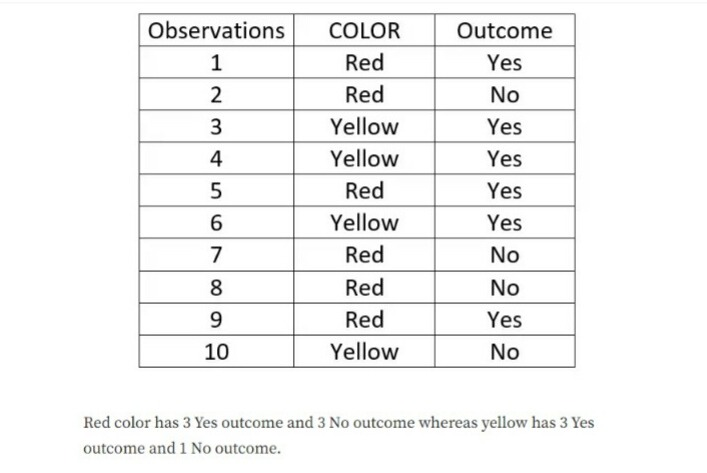 Observations COLOR Outcome
1 Red Yes
2 Red No
3 Yellow Yes
4 Yellow Yes
5 Red Yes
6 Yellow Yes
7 Red No
8 Red No
9 Red Yes
10 Yellow No
Red color has 3 Yes outcome and 3 No outcome whereas yellow has 3 Yes
outcome and 1 No outcome.